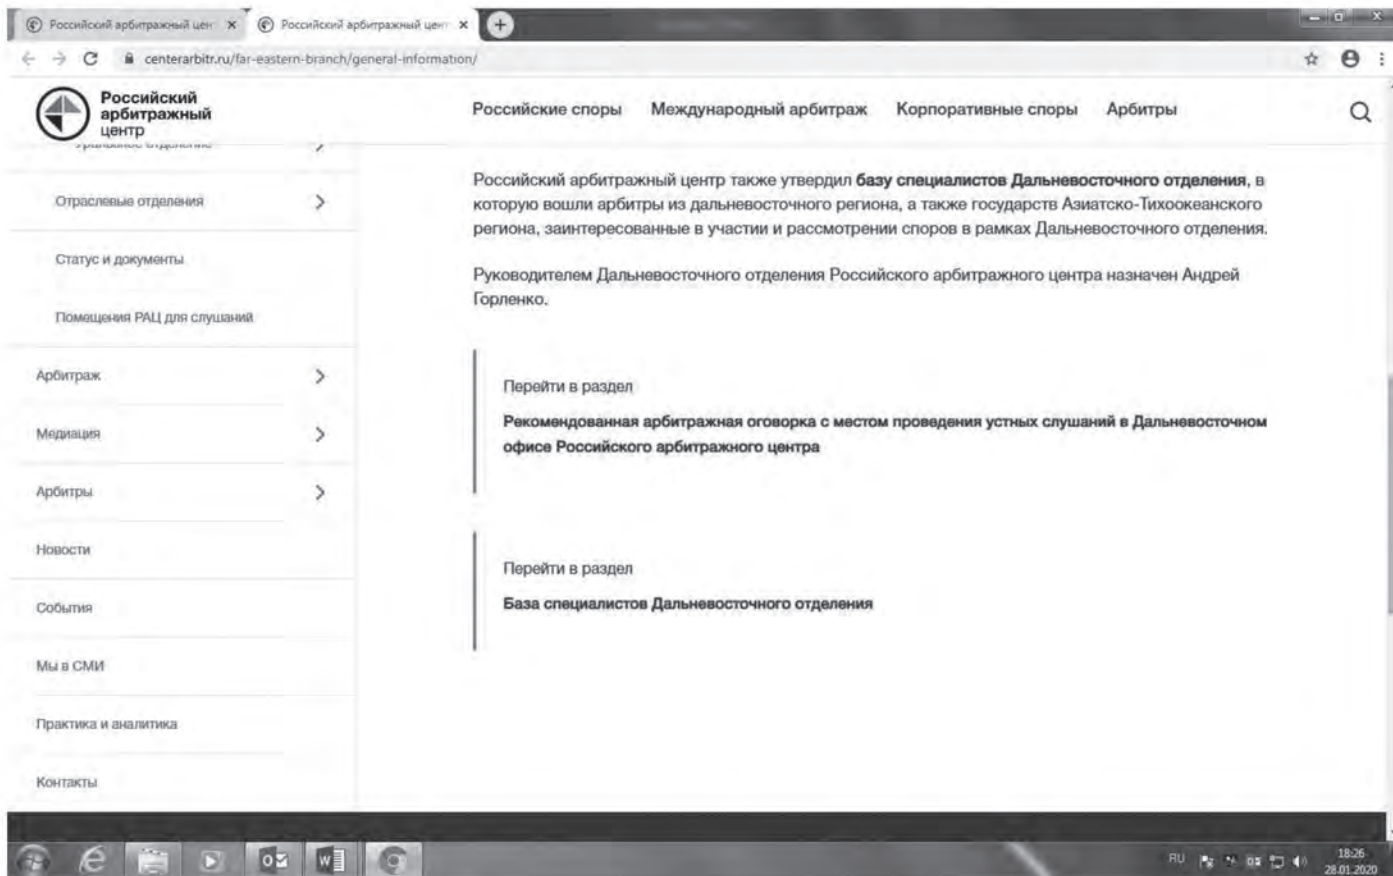 Российский арбитражный цен
Российский арбитражный цен
centerarbitr.ru/far-eastern-branch/general-information/
Российский
арбитражный
центр
Российские споры
Международный арбитраж
Корпоративные споры
Арбитры
Уральское отделение
Отраслевые отделения
Статус и документы
Помещения РАЦ для слушаний
Арбитраж
Медиация
Арбитры
Новости
События
Мы в СМИ
Практика и аналитика
Контакты
Российский арбитражный центр также утвердил базу специалистов Дальневосточного отделения, в
которую вошли арбитры из дальневосточного региона, а также государств Азиатско-Тихоокеанского
региона, заинтересованные в участии и рассмотрении споров в рамках Дальневосточного отделения.
Руководителем Дальневосточного отделения Российского арбитражного центра назначен Андрей
Горленко.
Перейти в раздел
Рекомендованная арбитражная оговорка с местом проведения устных слушаний в Дальневосточном
офисе Российского арбитражного центра
Перейти в раздел
База специалистов Дальневосточного отделения
RU
18:26
28.01.2020